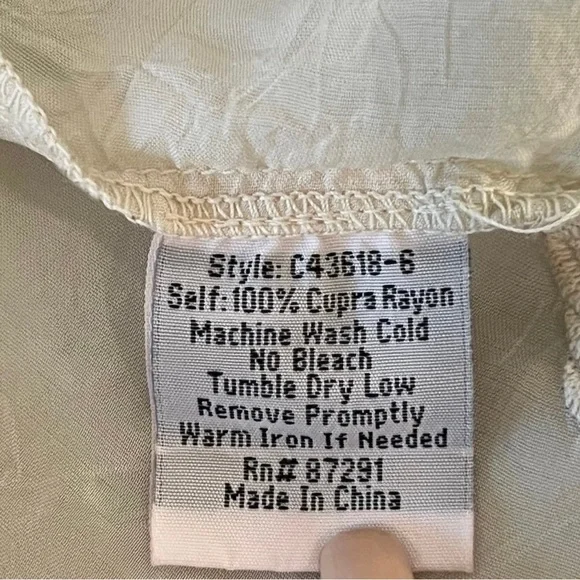 Style: C43618-6
Self: 100% Cupra Rayon
Machine Wash Cold
No Bleach
Tumble Dry Low
Remove Promptly
Warm Iron If Needed
Rn# 87291
Made In China